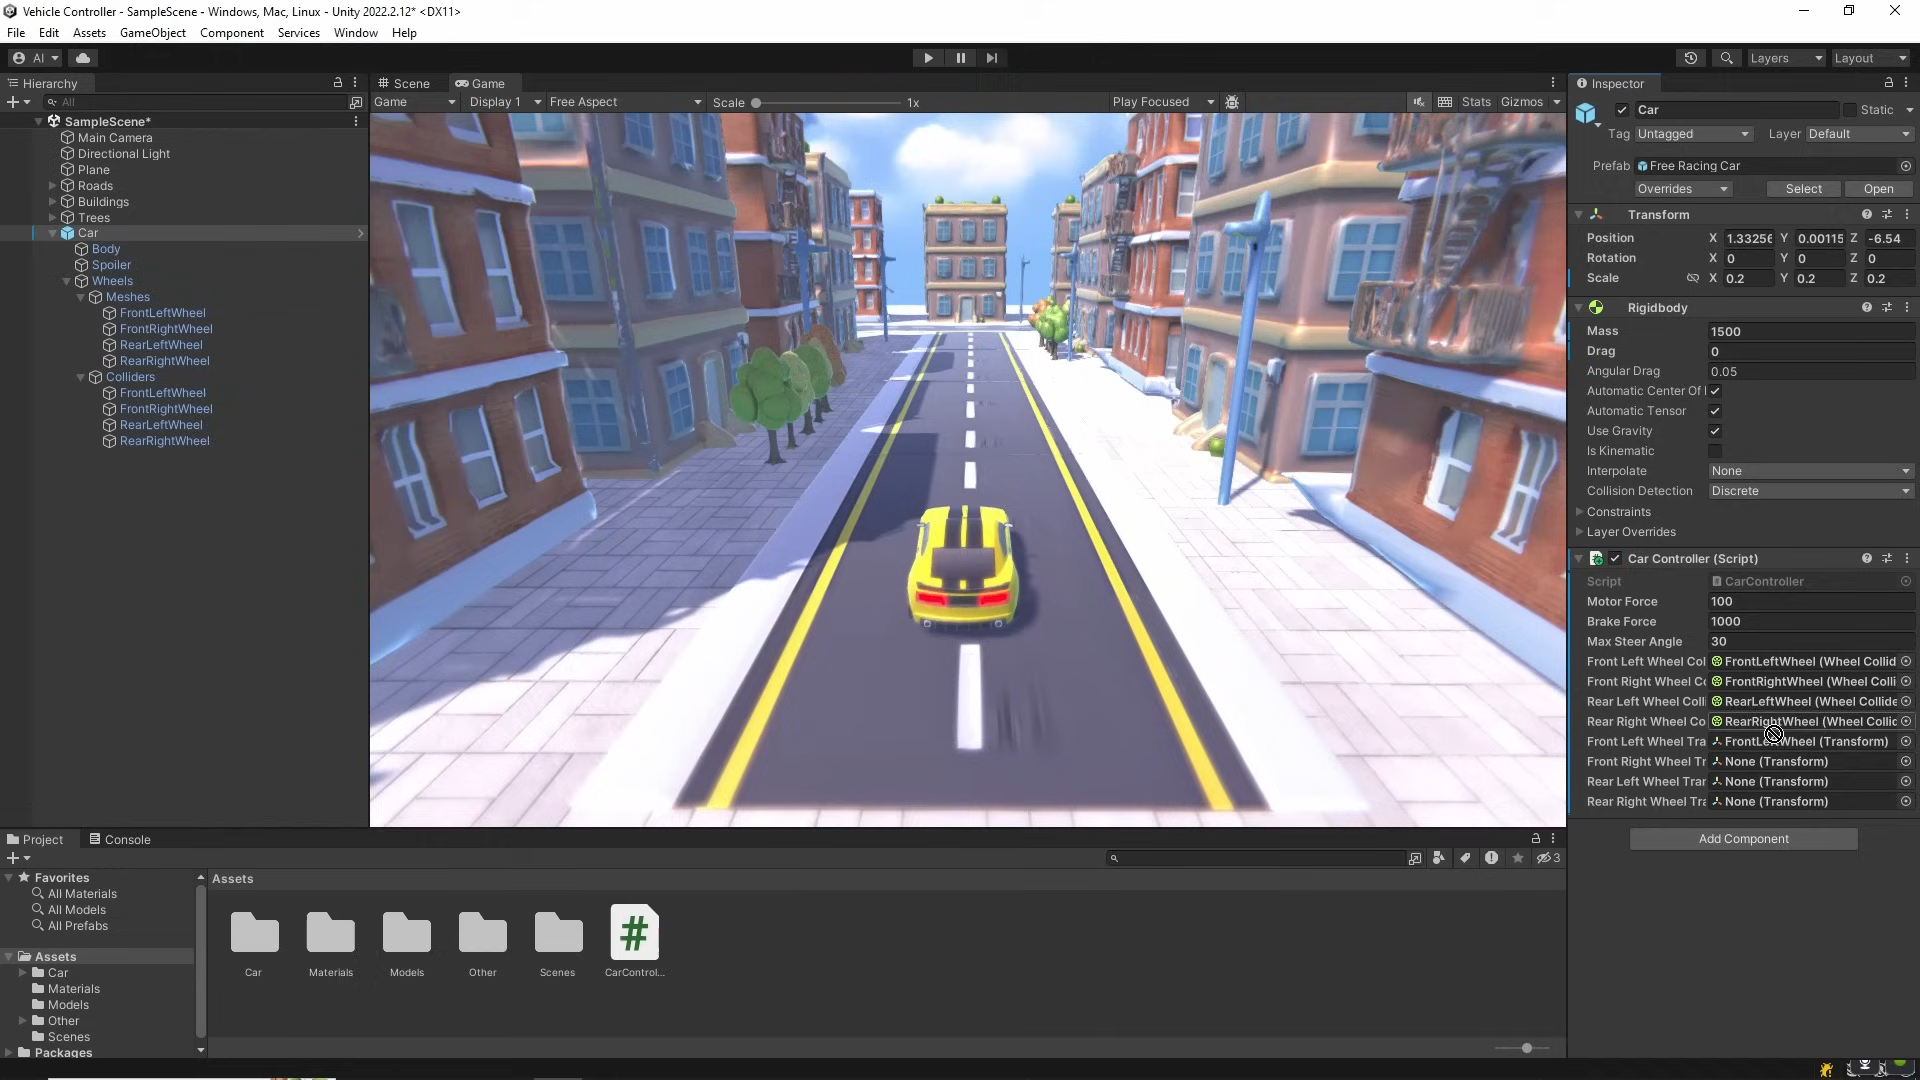 Vehicle Controller - SampleScene - Windows, Mac, Linux - Unity 2022.2.12* <DX11>
File Edit Assets GameObject Component Services Window Help
AI Layers Layout
Hierarchy
All
SampleScene*
Main Camera
Directional Light
Plane
Roads
Buildings
Trees
Car
Body
Spoiler
Wheels
Meshes
FrontLeftWheel
FrontRightWheel
RearLeftWheel
RearRightWheel
Colliders
FrontLeftWheel
FrontRightWheel
RearLeftWheel
RearRightWheel
Scene Game
Game Display 1 Free Aspect Scale 1x Play Focused Stats Gizmos
Inspector
Car Static
Tag Untagged Layer Default
Prefab Free Racing Car
Overrides Select Open
Transform
Position X 1.33256 Y 0.00115 Z -6.54
Rotation X 0 Y 0 Z 0
Scale X 0.2 Y 0.2 Z 0.2
Rigidbody
Mass 1500
Drag 0
Angular Drag 0.05
Automatic Center Of
Automatic Tensor
Use Gravity
Is Kinematic
Interpolate None
Collision Detection Discrete
Constraints
Layer Overrides
Car Controller (Script)
Script CarController
Motor Force 100
Brake Force 1000
Max Steer Angle 30
Front Left Wheel Col FrontLeftWheel (Wheel Collid
Front Right Wheel Co FrontRightWheel (Wheel Colli
Rear Left Wheel Colli RearLeftWheel (Wheel Collide
Rear Right Wheel Co RearRightWheel (Wheel Collid
Front Left Wheel Tra FrontLeftWheel (Transform)
Front Right Wheel Tr None (Transform)
Rear Left Wheel Tran None (Transform)
Rear Right Wheel Tra None (Transform)
Add Component
Project Console
3
Favorites
All Materials
All Models
All Prefabs
Assets
Car
Materials
Models
Other
Scenes
Packages
Assets
Car Materials Models Other Scenes CarControl...